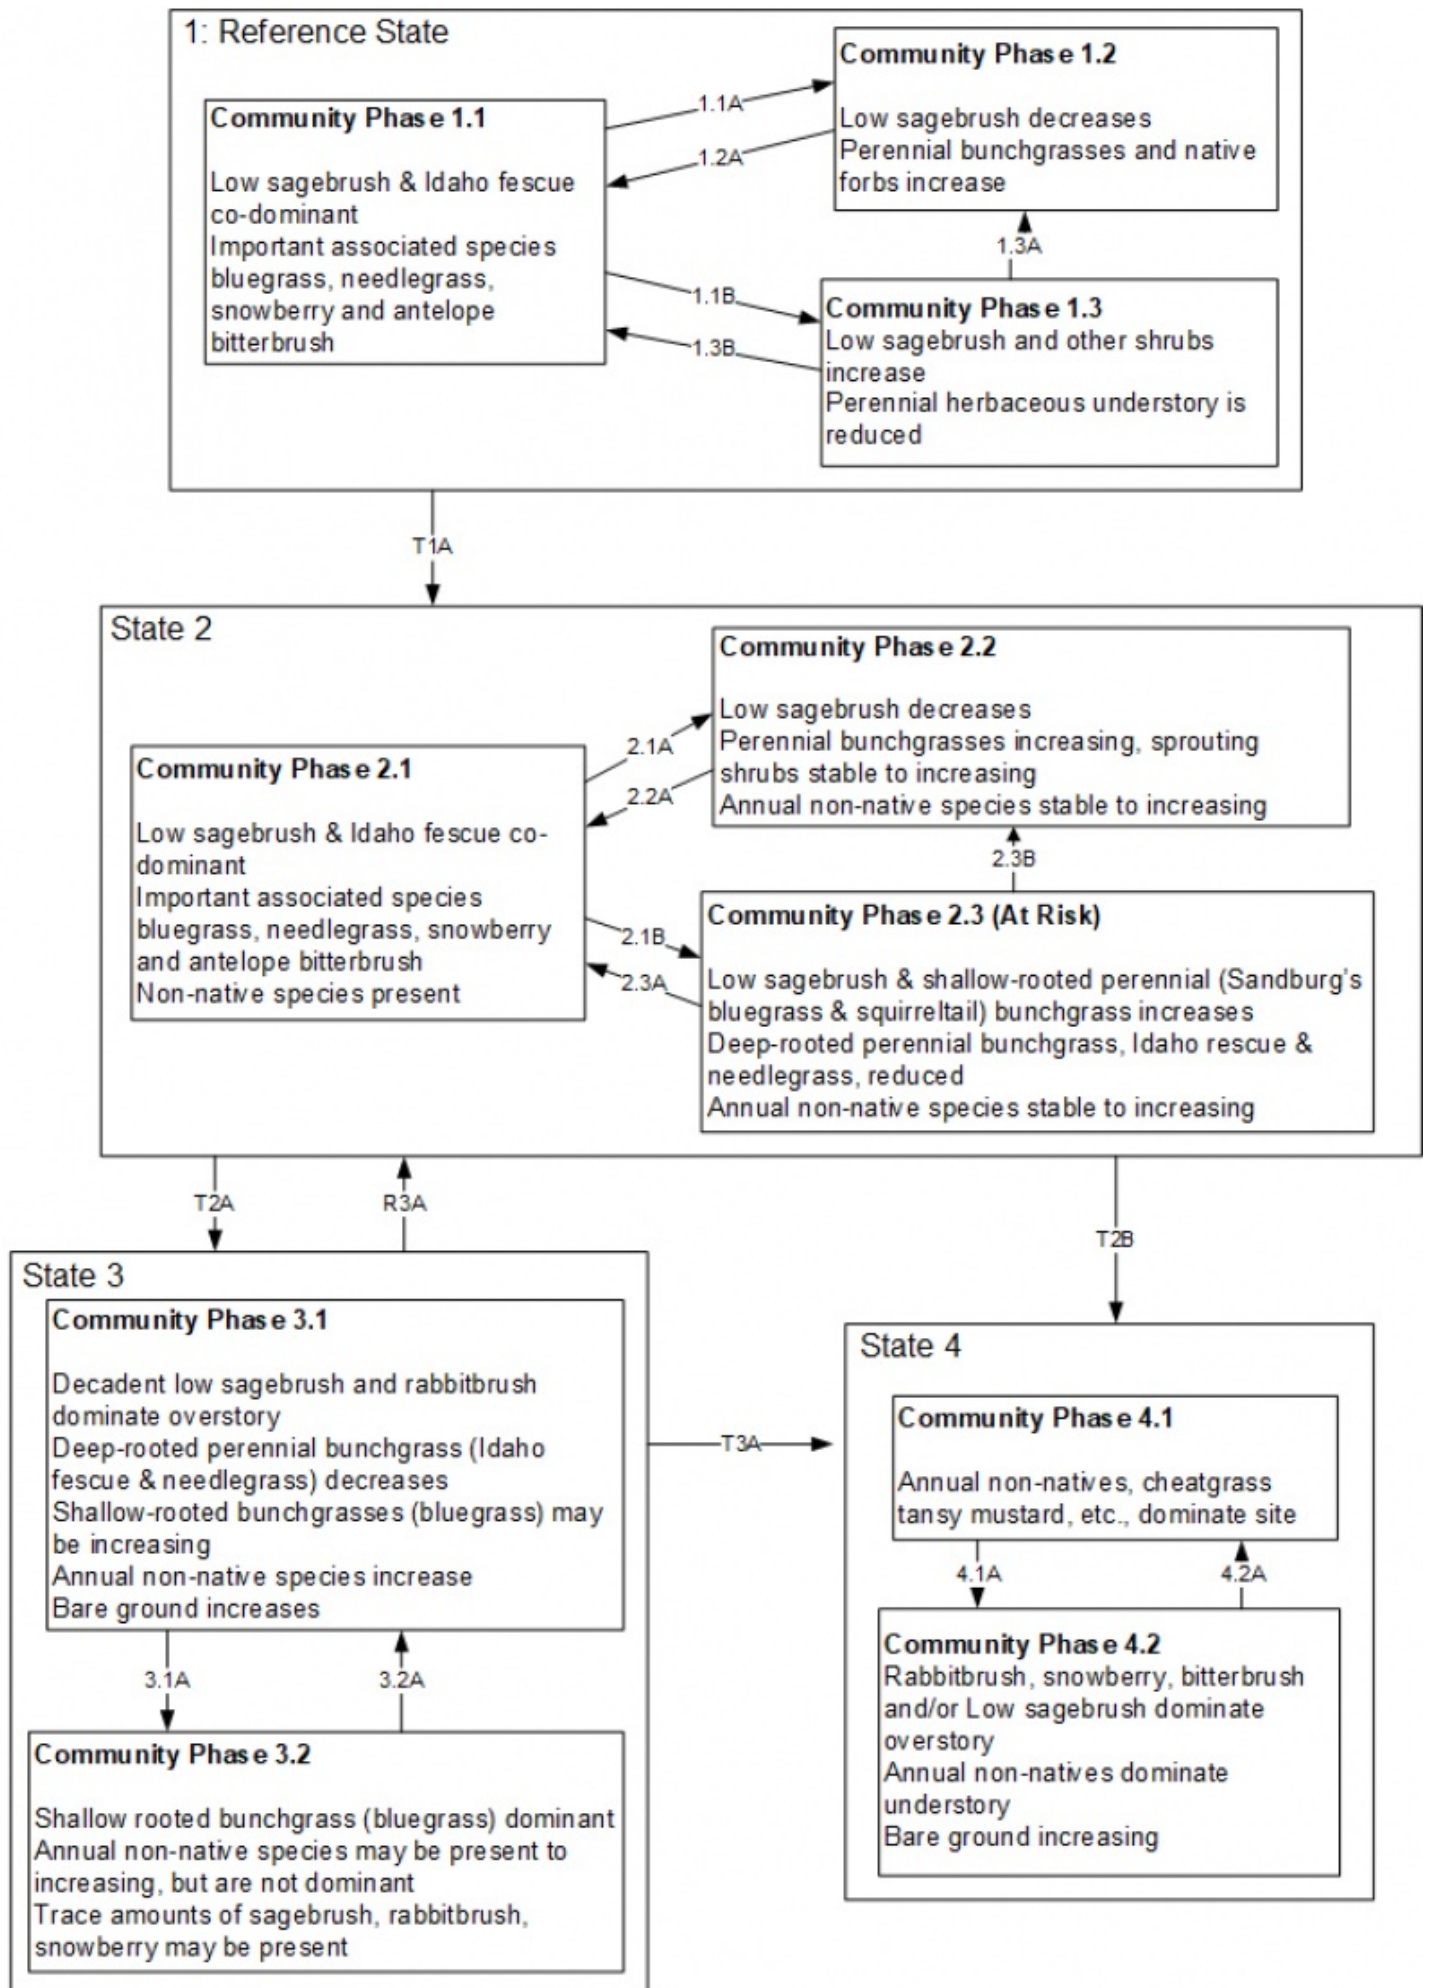 1: Reference State
Community Phase 1.1
Low sagebrush & Idaho fescue
co-dominant
Important associated species
bluegrass, needlegrass,
snowberry and antelope
bitterbrush
1.1A
1.2A
1.1B
1.3B
Community Phase 1.2
Low sagebrush decreases
Perennial bunchgrasses and native
forbs increase
1.3A
Community Phase 1.3
Low sagebrush and other shrubs
increase
Perennial herbaceous understory is
reduced
T1A
State 2
Community Phase 2.1
Low sagebrush & Idaho fescue co-
dominant
Important associated species
bluegrass, needlegrass, snowberry
and antelope bitterbrush
Non-native species present
2.1A
2.2A
2.1B
2.3A
Community Phase 2.2
Low sagebrush decreases
Perennial bunchgrasses increasing, sprouting
shrubs stable to increasing
Annual non-native species stable to increasing
2.3B
Community Phase 2.3 (At Risk)
Low sagebrush & shallow-rooted perennial (Sandburg's
bluegrass & squirreltail) bunchgrass increases
Deep-rooted perennial bunchgrass, Idaho rescue &
needlegrass, reduced
Annual non-native species stable to increasing
T2A
R3A
T2B
State 3
Community Phase 3.1
Decadent low sagebrush and rabbitbrush
dominate overstory
Deep-rooted perennial bunchgrass (Idaho
fescue & needlegrass) decreases
Shallow-rooted bunchgrasses (bluegrass) may
be increasing
Annual non-native species increase
Bare ground increases
3.1A
3.2A
Community Phase 3.2
Shallow rooted bunchgrass (bluegrass) dominant
Annual non-native species may be present to
increasing, but are not dominant
Trace amounts of sagebrush, rabbitbrush,
snowberry may be present
T3A
State 4
Community Phase 4.1
Annual non-natives, cheatgrass
tansy mustard, etc., dominate site
4.1A
4.2A
Community Phase 4.2
Rabbitbrush, snowberry, bitterbrush
and/or Low sagebrush dominate
overstory
Annual non-natives dominate
understory
Bare ground increasing